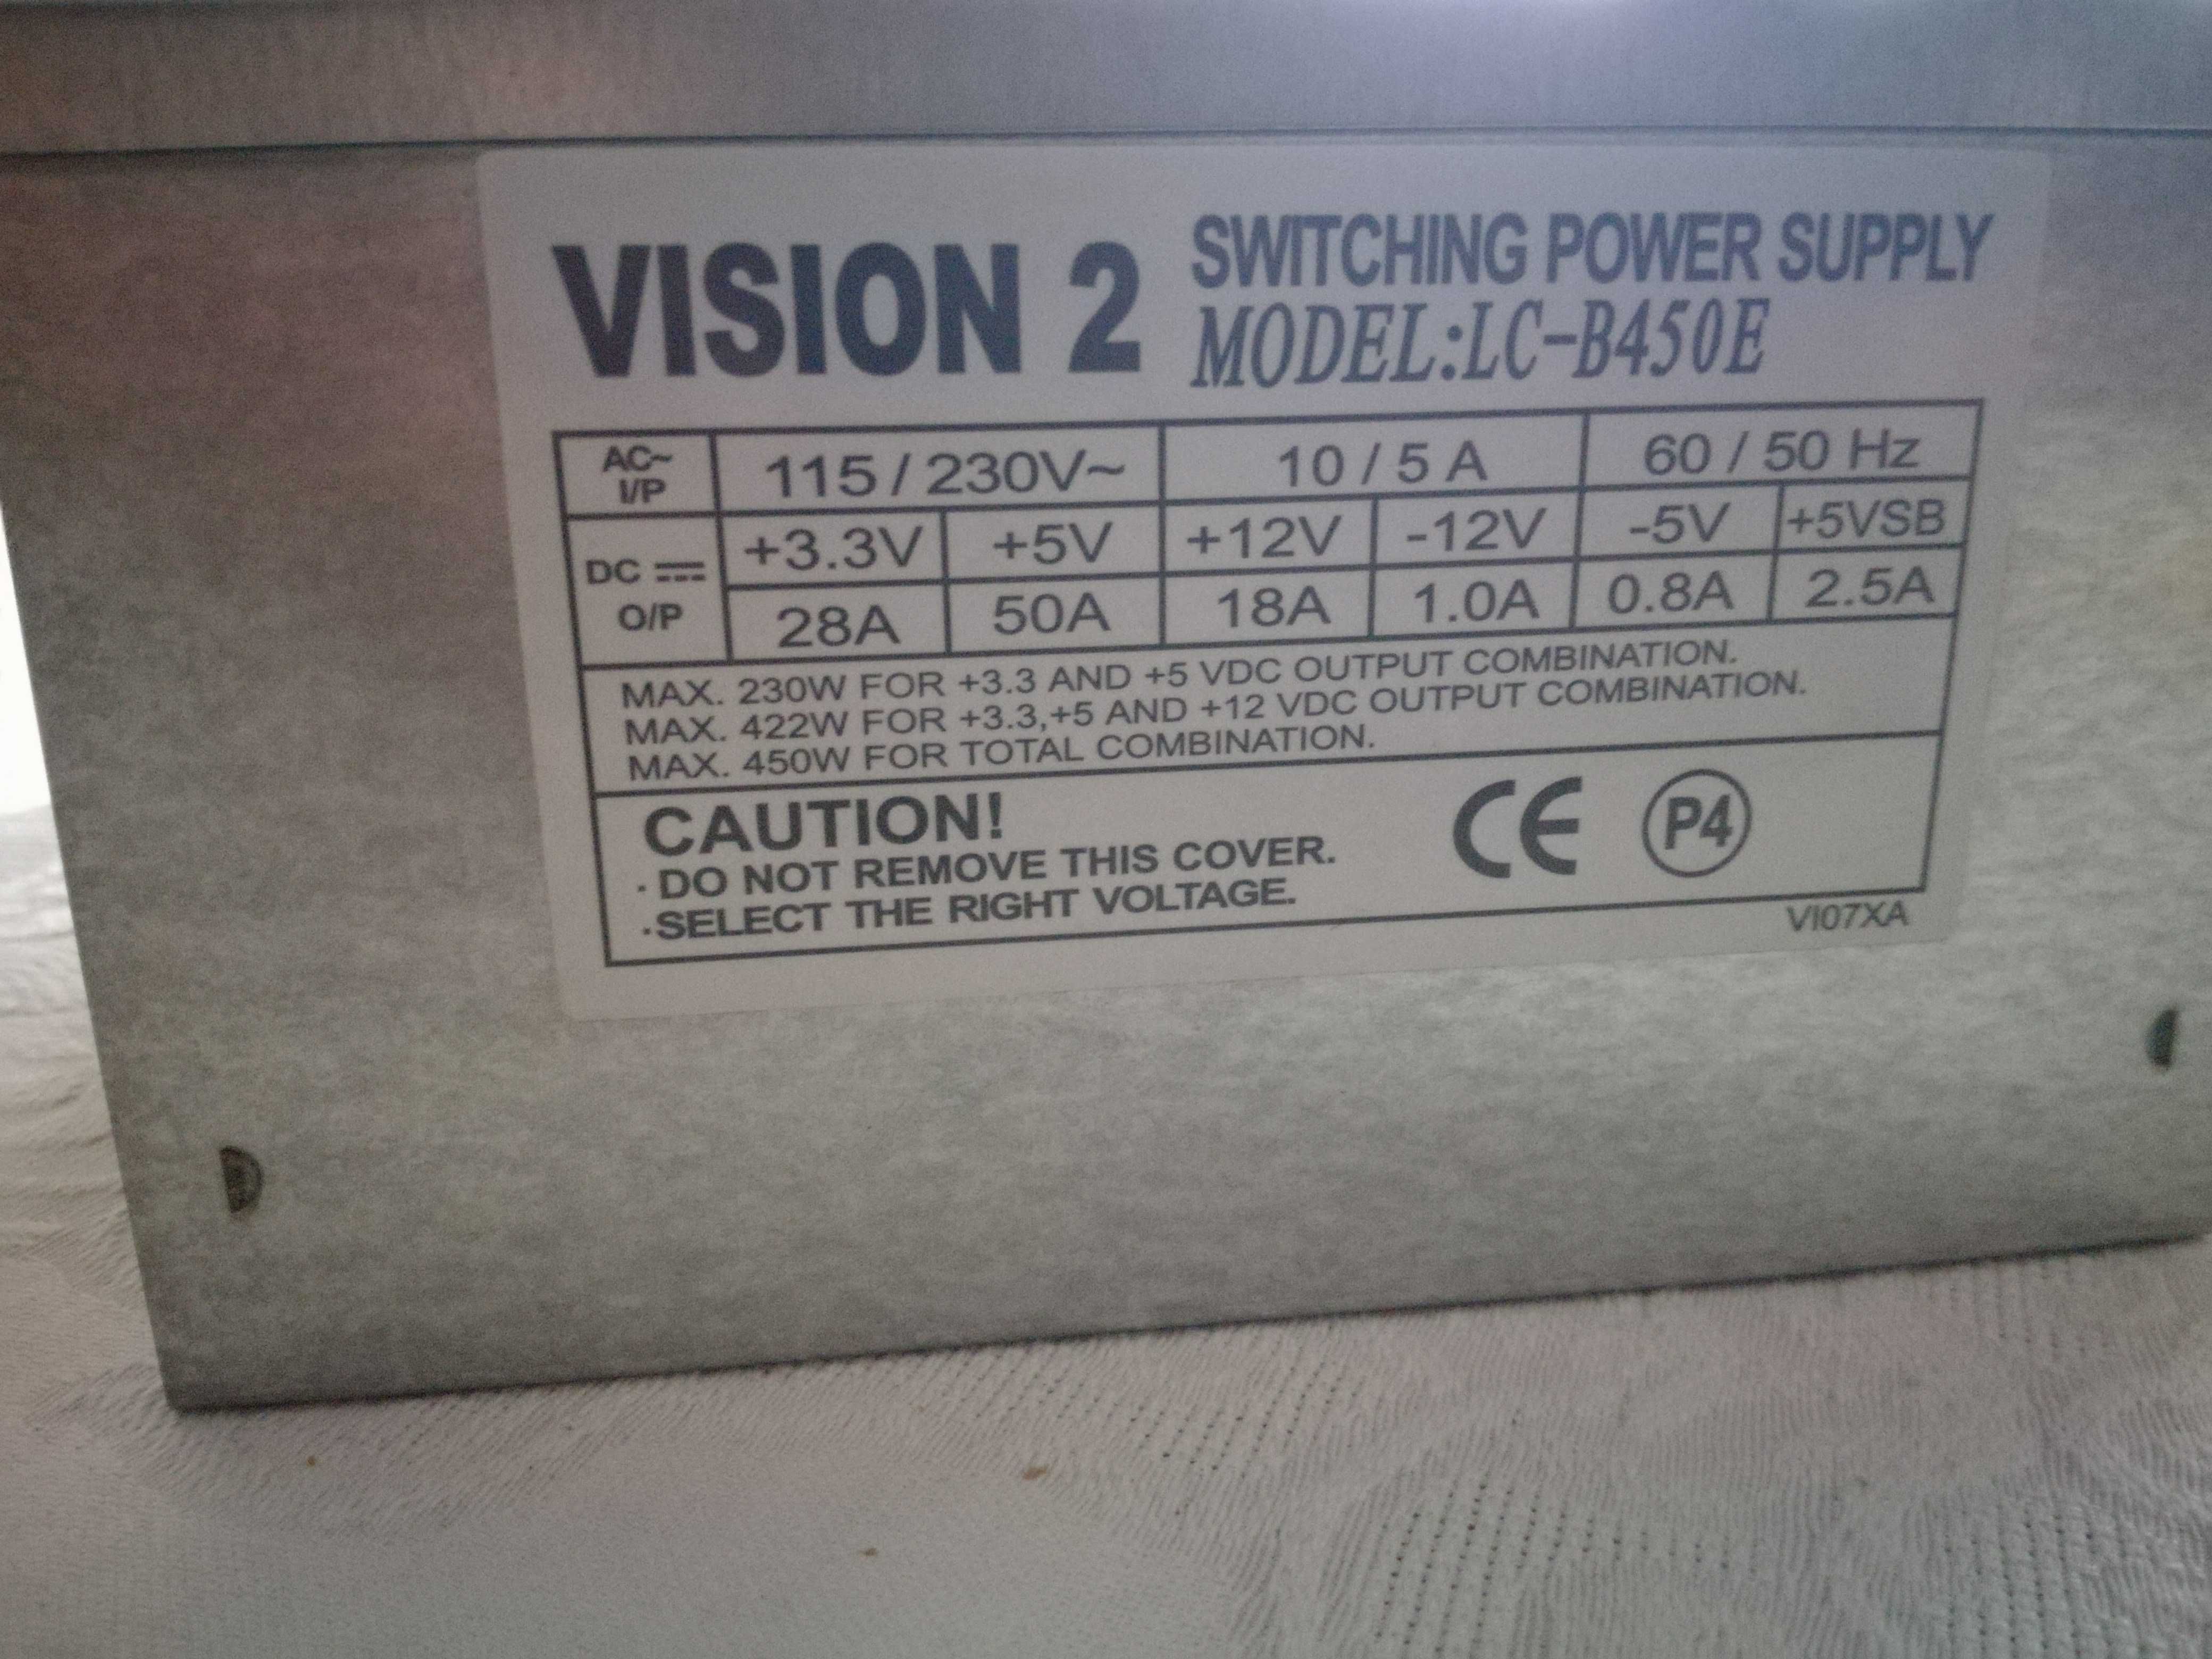 VISION 2
SWITCHING POWER SUPPLY
MODEL:LC-B450E
AC~ I/P 115 / 230V~ 10 / 5 A 60 / 50 Hz
DC O/P +3.3V +5V +12V -12V -5V +5VSB
28A 50A 18A 1.0A 0.8A 2.5A
MAX. 230W FOR +3.3 AND +5 VDC OUTPUT COMBINATION.
MAX. 422W FOR +3.3,+5 AND +12 VDC OUTPUT COMBINATION.
MAX. 450W FOR TOTAL COMBINATION.
CAUTION!
· DO NOT REMOVE THIS COVER.
·SELECT THE RIGHT VOLTAGE.
CE P4
VI07XA